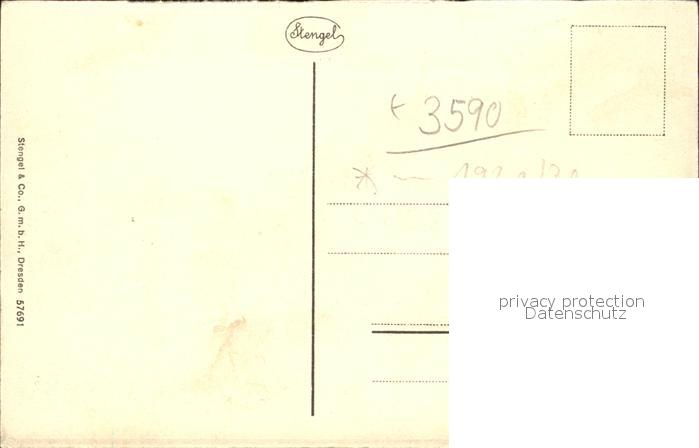 Stengel
3590
Stengel & Co., G. m. b. H., Dresden 57691
privacy protection
Datenschutz